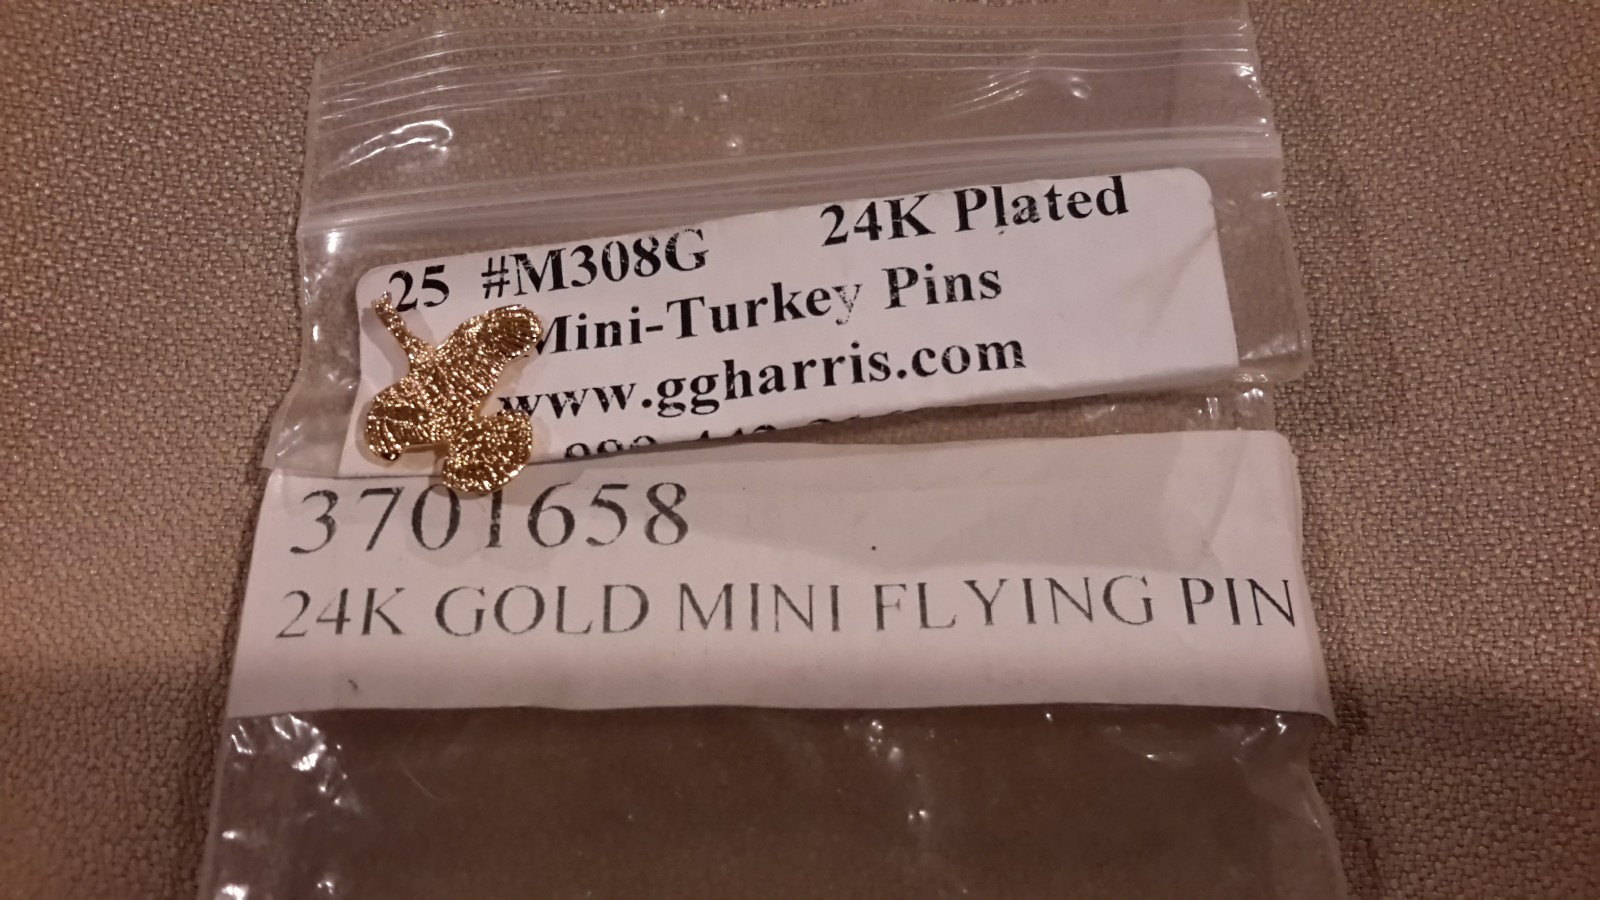 25 #M308G 24K Plated
Mini-Turkey Pins
www.ggharris.com
3701658
24K GOLD MINI FLYING PIN